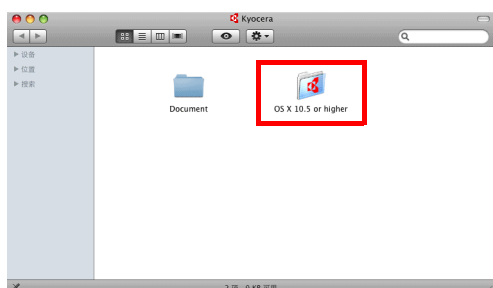 Kyocera
设备
位置
搜索
Document
OS X 10.5 or higher